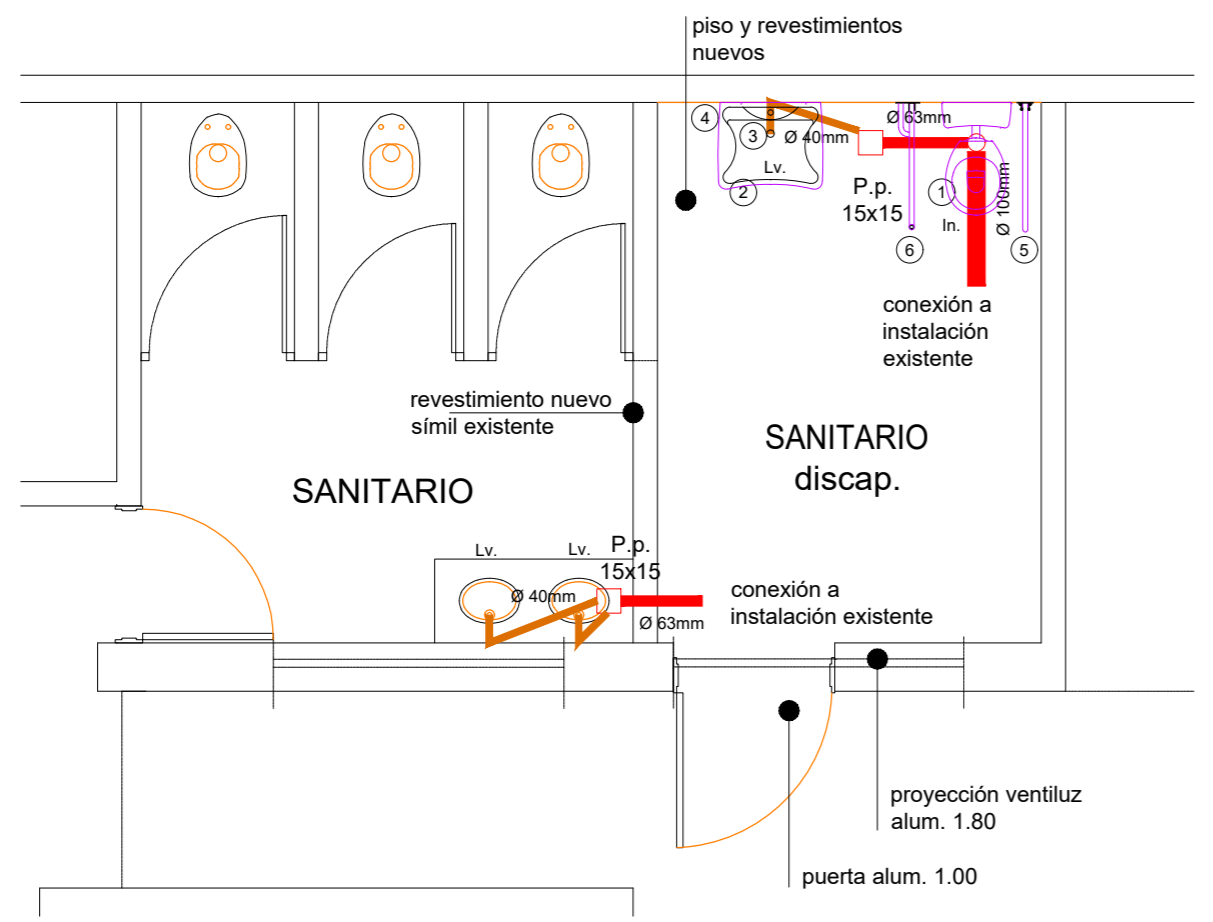 piso y revestimientos
nuevos
4
3
Ø 40mm
Ø 63mm
Lv.
2
P.p.
15x15
1
In.
Ø 100mm
6
5
conexión a
instalación
existente
revestimiento nuevo
símil existente
SANITARIO
discap.
SANITARIO
Lv.
Lv.
P.p.
15x15
Ø 40mm
Ø 63mm
conexión a
instalación existente
proyección ventiluz
alum. 1.80
puerta alum. 1.00